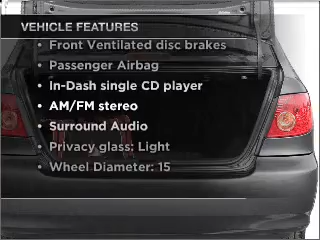 VEHICLE FEATURES
• Front Ventilated disc brakes
• Passenger Airbag
• In-Dash single CD player
• AM/FM stereo
• Surround Audio
• Privacy glass: Light
• Wheel Diameter: 15